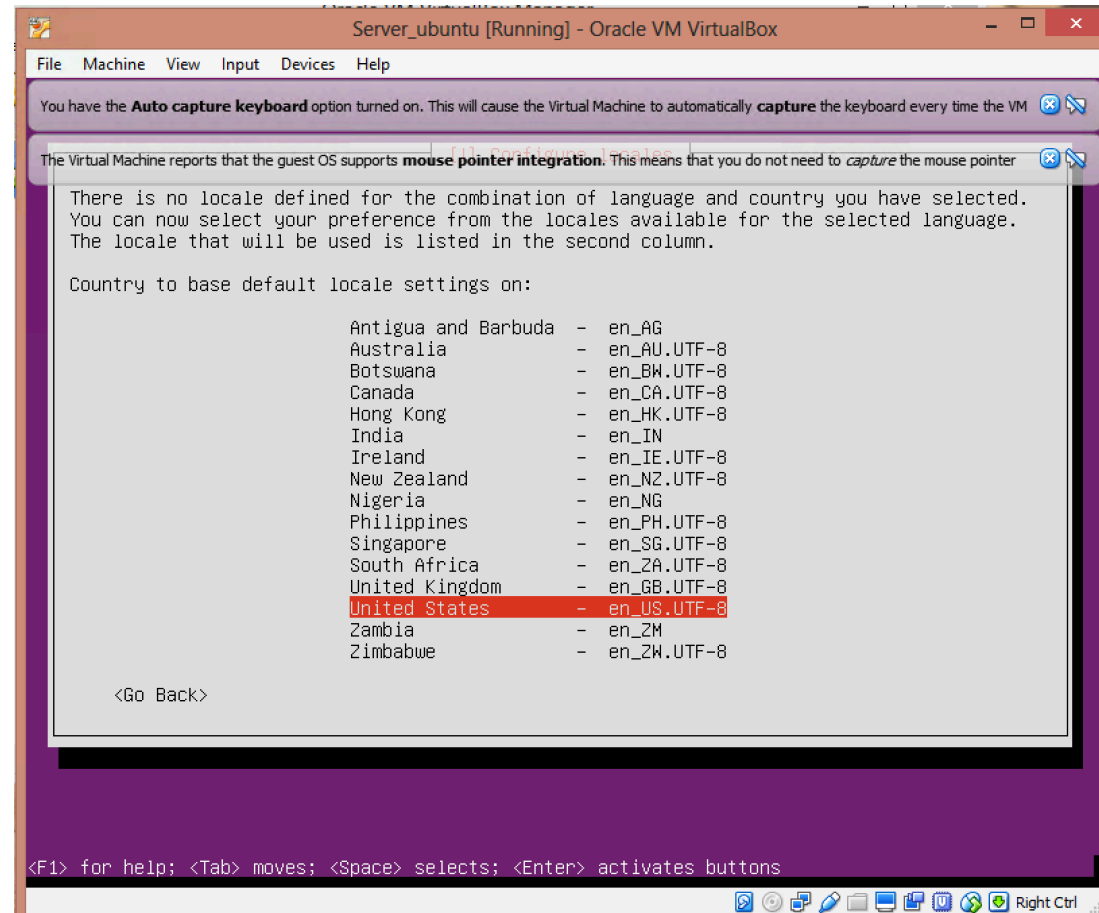 Server_ubuntu [Running] - Oracle VM VirtualBox
File Machine View Input Devices Help
You have the Auto capture keyboard option turned on. This will cause the Virtual Machine to automatically capture the keyboard every time the VM
[!] Configure locales
The Virtual Machine reports that the guest OS supports mouse pointer integration. This means that you do not need to capture the mouse pointer
There is no locale defined for the combination of language and country you have selected.
You can now select your preference from the locales available for the selected language.
The locale that will be used is listed in the second column.
Country to base default locale settings on:
Antigua and Barbuda - en_AG
Australia - en_AU.UTF-8
Botswana - en_BW.UTF-8
Canada - en_CA.UTF-8
Hong Kong - en_HK.UTF-8
India - en_IN
Ireland - en_IE.UTF-8
New Zealand - en_NZ.UTF-8
Nigeria - en_NG
Philippines - en_PH.UTF-8
Singapore - en_SG.UTF-8
South Africa - en_ZA.UTF-8
United Kingdom - en_GB.UTF-8
United States - en_US.UTF-8
Zambia - en_ZM
Zimbabwe - en_ZW.UTF-8
<Go Back>
<F1> for help; <Tab> moves; <Space> selects; <Enter> activates buttons
Right Ctrl